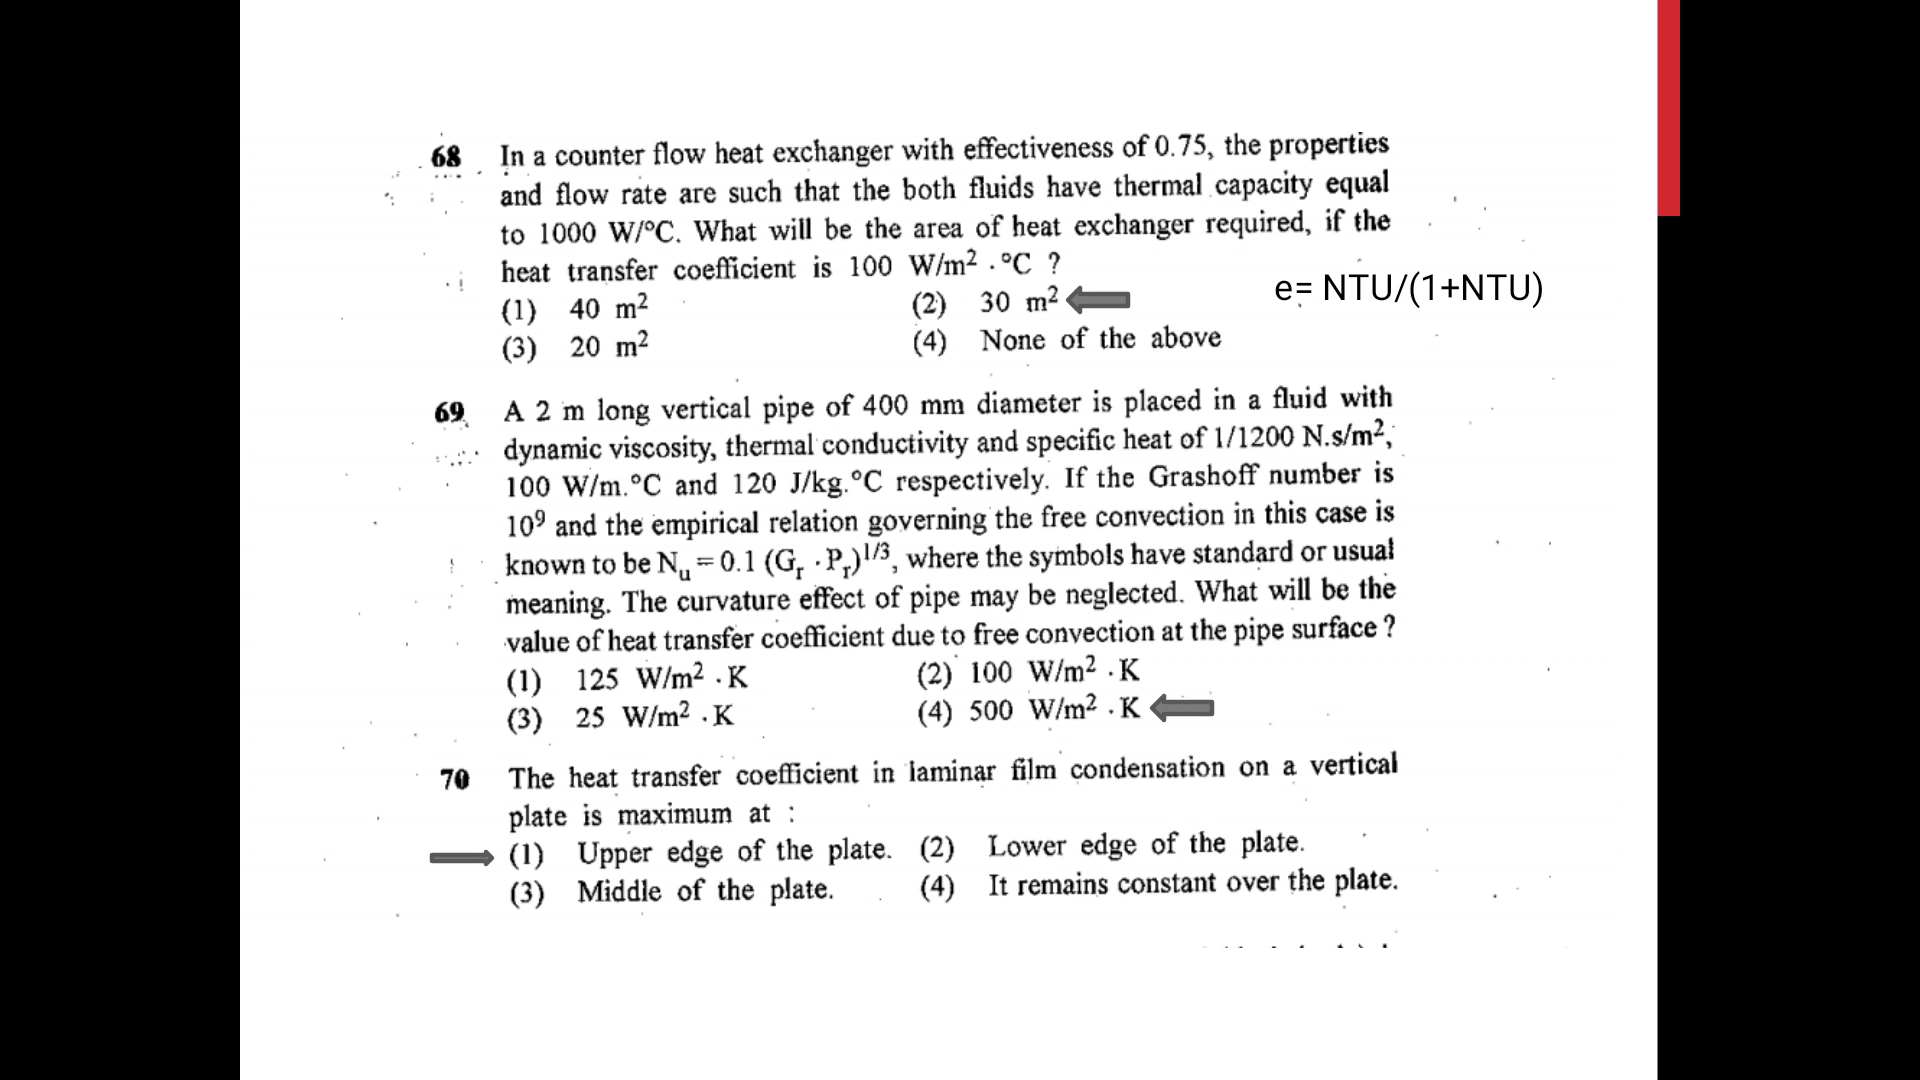 68 In a counter flow heat exchanger with effectiveness of 0.75, the properties
and flow rate are such that the both fluids have thermal capacity equal
to 1000 W/°C. What will be the area of heat exchanger required, if the
heat transfer coefficient is 100 W/m² · °C ?
(1) 40 m² (2) 30 m²
e= NTU/(1+NTU)
(3) 20 m² (4) None of the above
69 A 2 m long vertical pipe of 400 mm diameter is placed in a fluid with
dynamic viscosity, thermal conductivity and specific heat of 1/1200 N.s/m²,
100 W/m.°C and 120 J/kg.°C respectively. If the Grashoff number is
10⁹ and the empirical relation governing the free convection in this case is
known to be Nᵤ = 0.1 (Gᵣ · Pᵣ)^1/3, where the symbols have standard or usual
meaning. The curvature effect of pipe may be neglected. What will be the
value of heat transfer coefficient due to free convection at the pipe surface ?
(1) 125 W/m² · K (2) 100 W/m² · K
(3) 25 W/m² · K (4) 500 W/m² · K
70 The heat transfer coefficient in laminar film condensation on a vertical
plate is maximum at :
(1) Upper edge of the plate. (2) Lower edge of the plate.
(3) Middle of the plate. (4) It remains constant over the plate.